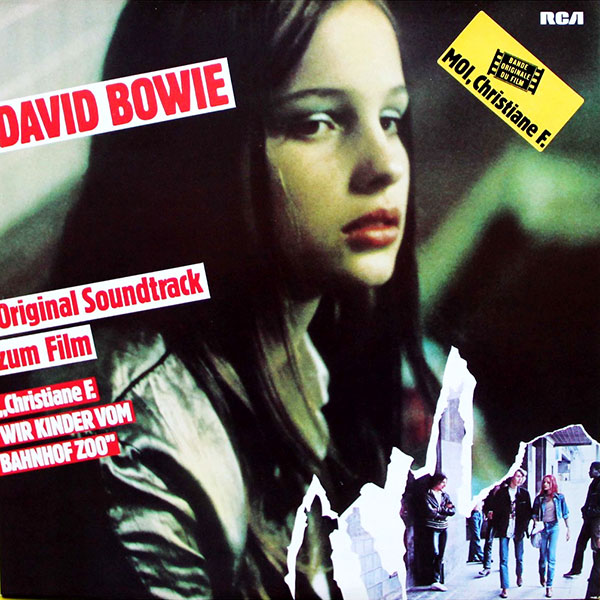 RCA
BANDE
ORIGINALE
DU FILM
MOI, Christiane F.
DAVID BOWIE
Original Soundtrack
zum Film
„Christiane F.
WIR KINDER VOM
BAHNHOF ZOO”